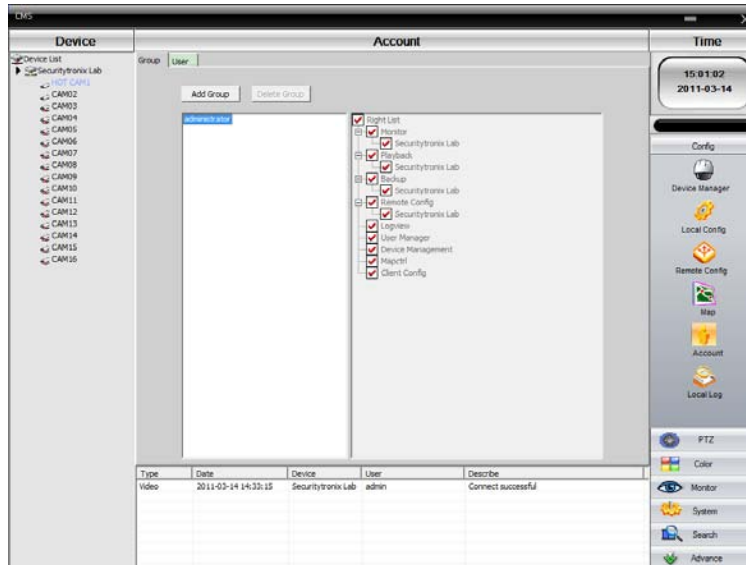 CMS
Device
Account
Time
Device List
Securitytronix Lab
HOT CAM1
CAM02
CAM03
CAM04
CAM05
CAM06
CAM07
CAM08
CAM09
CAM10
CAM11
CAM12
CAM13
CAM14
CAM15
CAM16
Group
User
Add Group
Delete Group
administrator
Right List
Monitor
Securitytronix Lab
Playback
Securitytronix Lab
Backup
Securitytronix Lab
Remote Config
Securitytronix Lab
Logview
User Manager
Device Management
Mapctrl
Client Config
15:01:02
2011-03-14
Config
Device Manager
Local Config
Remote Config
Map
Account
Local Log
PTZ
Color
Monitor
System
Search
Advance
Type Date Device User Describe
Video 2011-03-14 14:33:15 Securitytronix Lab admin Connect successful